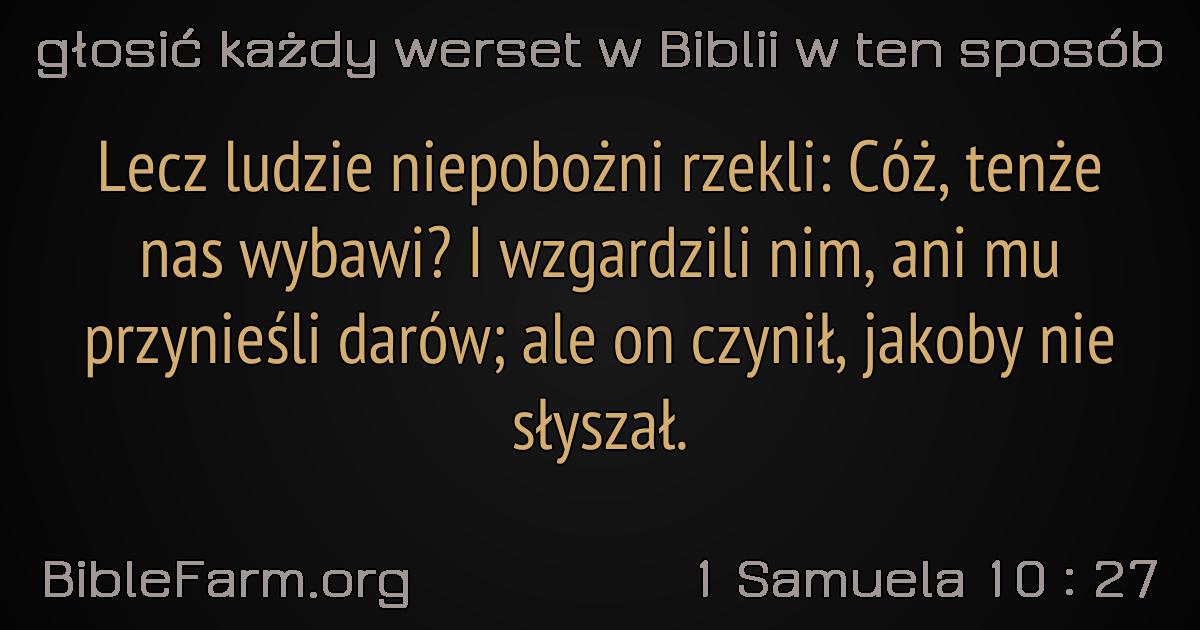 głosić każdy werset w Biblii w ten sposób
Lecz ludzie niepobożni rzekli: Cóż, tenże
nas wybawi? I wzgardzili nim, ani mu
przynieśli darów; ale on czynił, jakoby nie
słyszał.
BibleFarm.org
1 Samuela 10 : 27